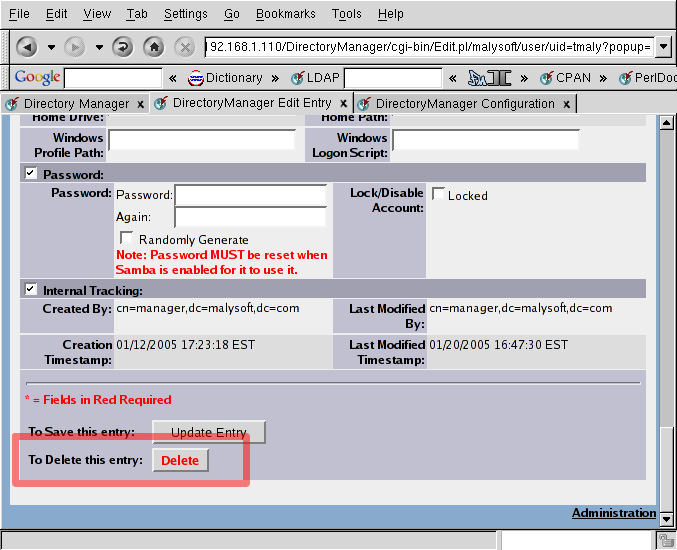 File Edit View Tab Settings Go Bookmarks Tools Help
192.168.1.110/DirectoryManager/cgi-bin/Edit.pl/malysoft/user/uid=tmaly?popup=
Google « Dictionary » LDAP « » CPAN » PerlDoc
Directory Manager x DirectoryManager Edit Entry x DirectoryManager Configuration x
Home Drive: Home Path:
Windows Profile Path: Windows Logon Script:
Password:
Password: Password: Lock/Disable Account: Locked
Again:
Randomly Generate
Note: Password MUST be reset when
Samba is enabled for it to use it.
Internal Tracking:
Created By: cn=manager,dc=malysoft,dc=com Last Modified By: cn=manager,dc=malysoft,dc=com
Creation Timestamp: 01/12/2005 17:23:18 EST Last Modified Timestamp: 01/20/2005 16:47:30 EST
* = Fields in Red Required
To Save this entry: Update Entry
To Delete this entry: Delete
Administration